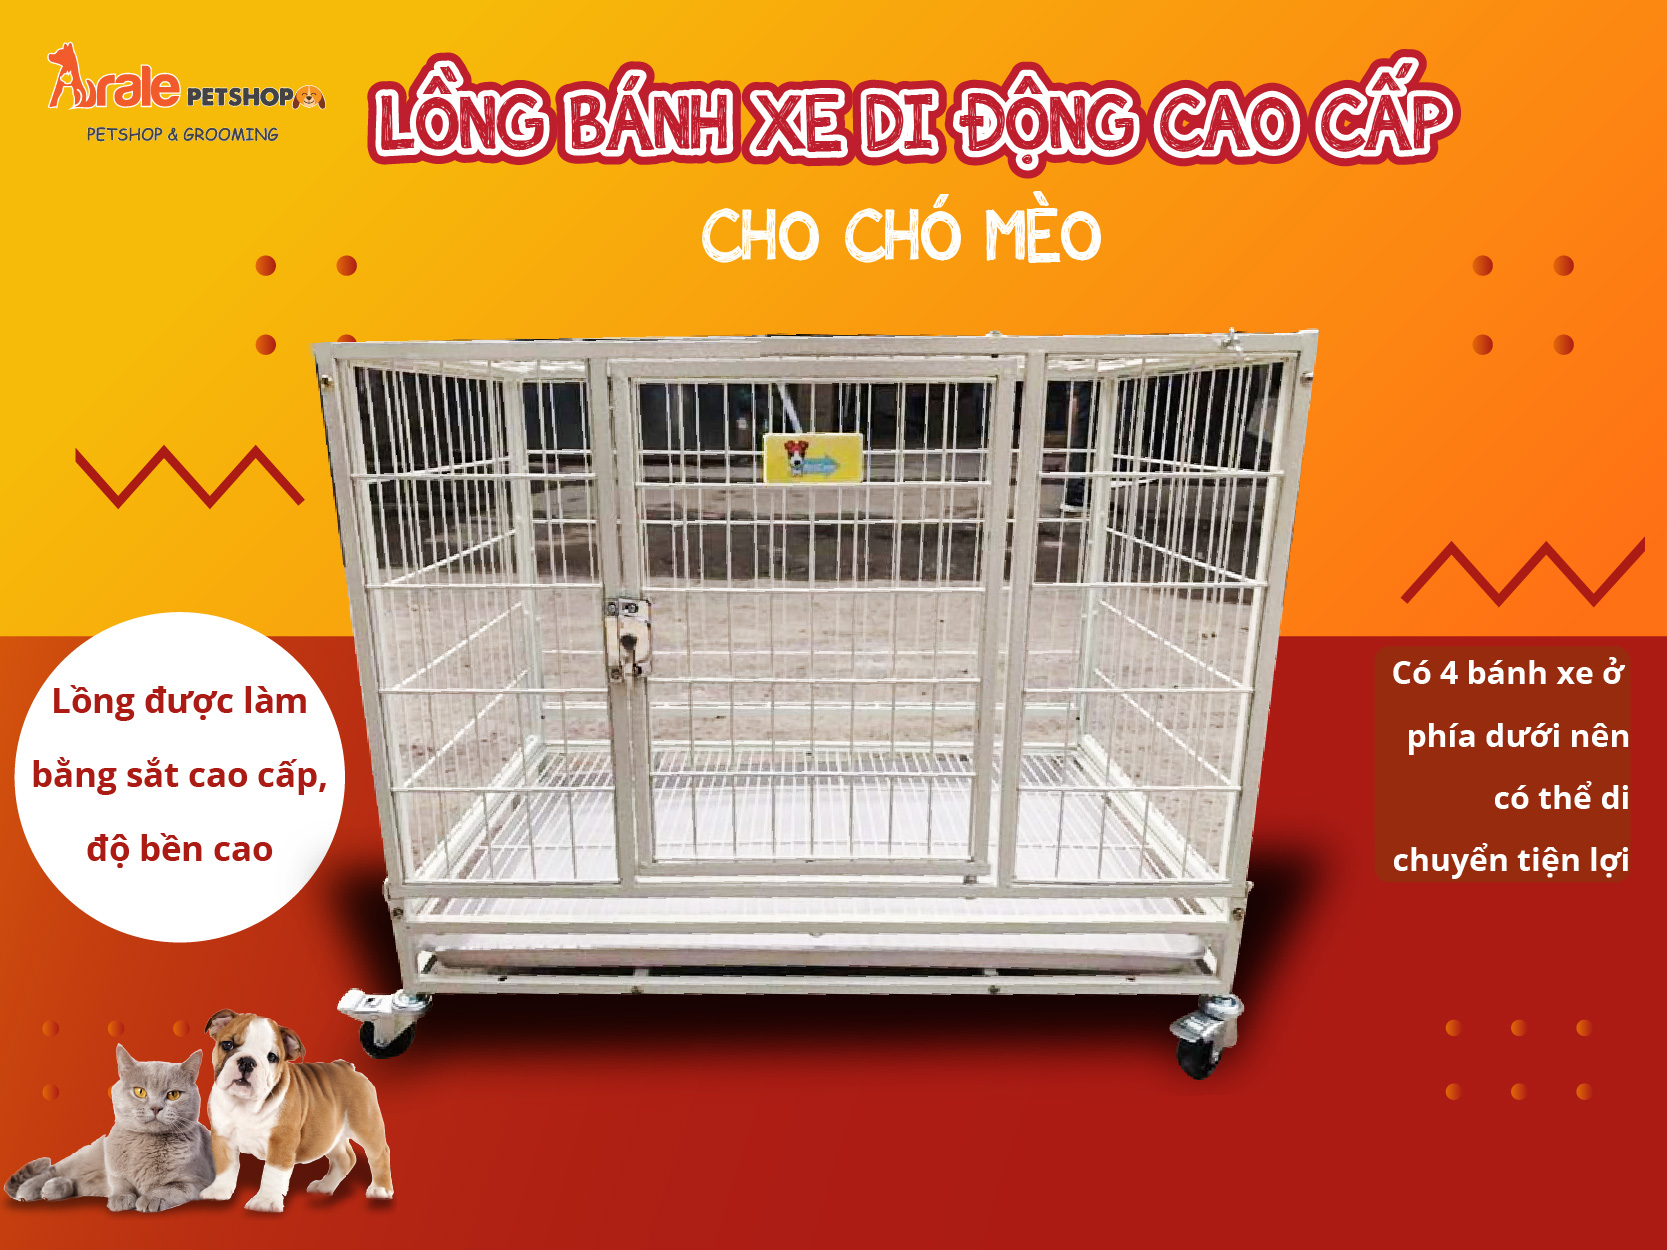 Arale PETSHOP
PETSHOP & GROOMING
LỒNG BÁNH XE DI ĐỘNG CAO CẤP
CHO CHÓ MÈO
Lồng được làm
bằng sắt cao cấp,
độ bền cao
Có 4 bánh xe ở
phía dưới nên
có thể di
chuyển tiện lợi